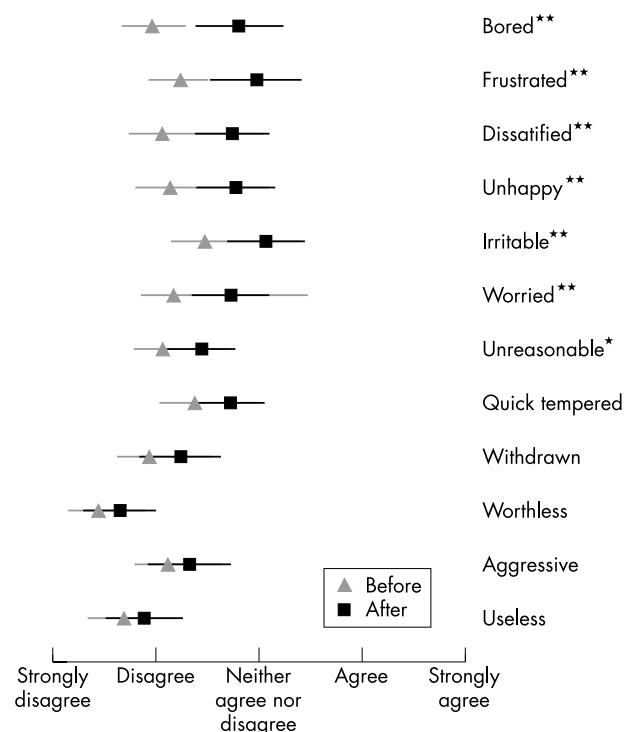 Bored★★
Frustrated★★
Dissatified★★
Unhappy★★
Irritable★★
Worried★★
Unreasonable★
Quick tempered
Withdrawn
Worthless
Aggressive
Useless
Before
After
Strongly disagree
Disagree
Neither agree nor disagree
Agree
Strongly agree